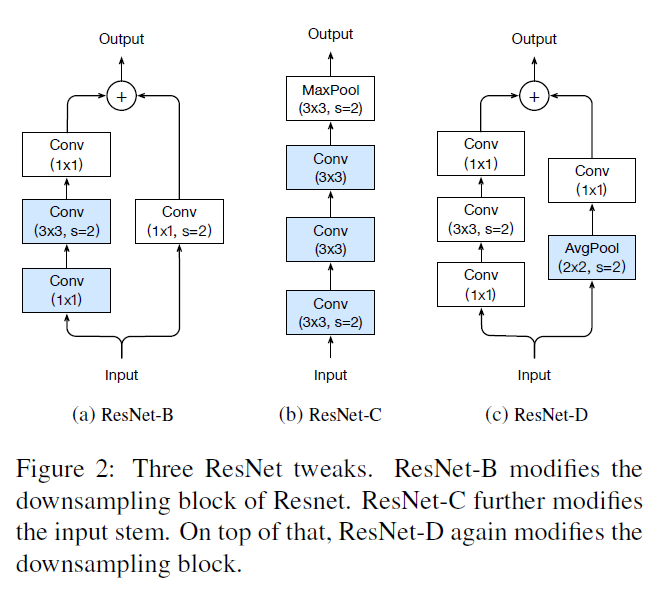 Output
+
Conv
(1x1)
Conv
(3x3, s=2)
Conv
(1x1)
Conv
(1x1, s=2)
Input
(a) ResNet-B
Output
MaxPool
(3x3, s=2)
Conv
(3x3)
Conv
(3x3)
Conv
(3x3, s=2)
Input
(b) ResNet-C
Output
+
Conv
(1x1)
Conv
(3x3, s=2)
Conv
(1x1)
Conv
(1x1)
AvgPool
(2x2, s=2)
Input
(c) ResNet-D
Figure 2: Three ResNet tweaks. ResNet-B modifies the
downsampling block of Resnet. ResNet-C further modifies
the input stem. On top of that, ResNet-D again modifies the
downsampling block.